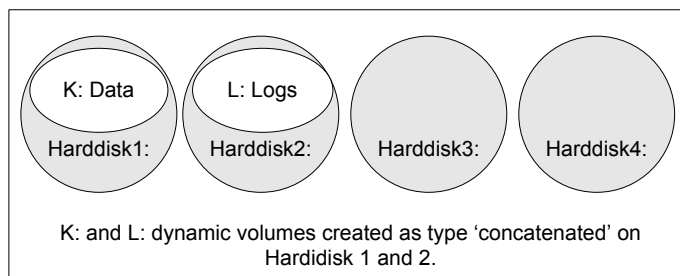 K: Data
L: Logs
Harddisk1:
Harddisk2:
Harddisk3:
Harddisk4:
K: and L: dynamic volumes created as type ‘concatenated’ on
Hardidisk 1 and 2.